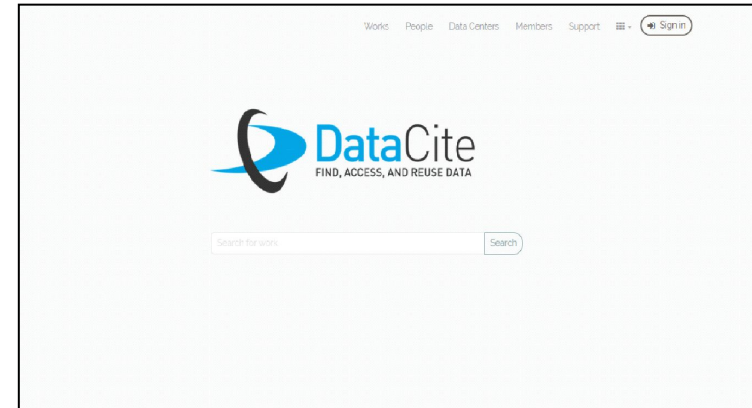 Works People Data Centers Members Support Sign in
DataCite
FIND, ACCESS, AND REUSE DATA
Search for work Search